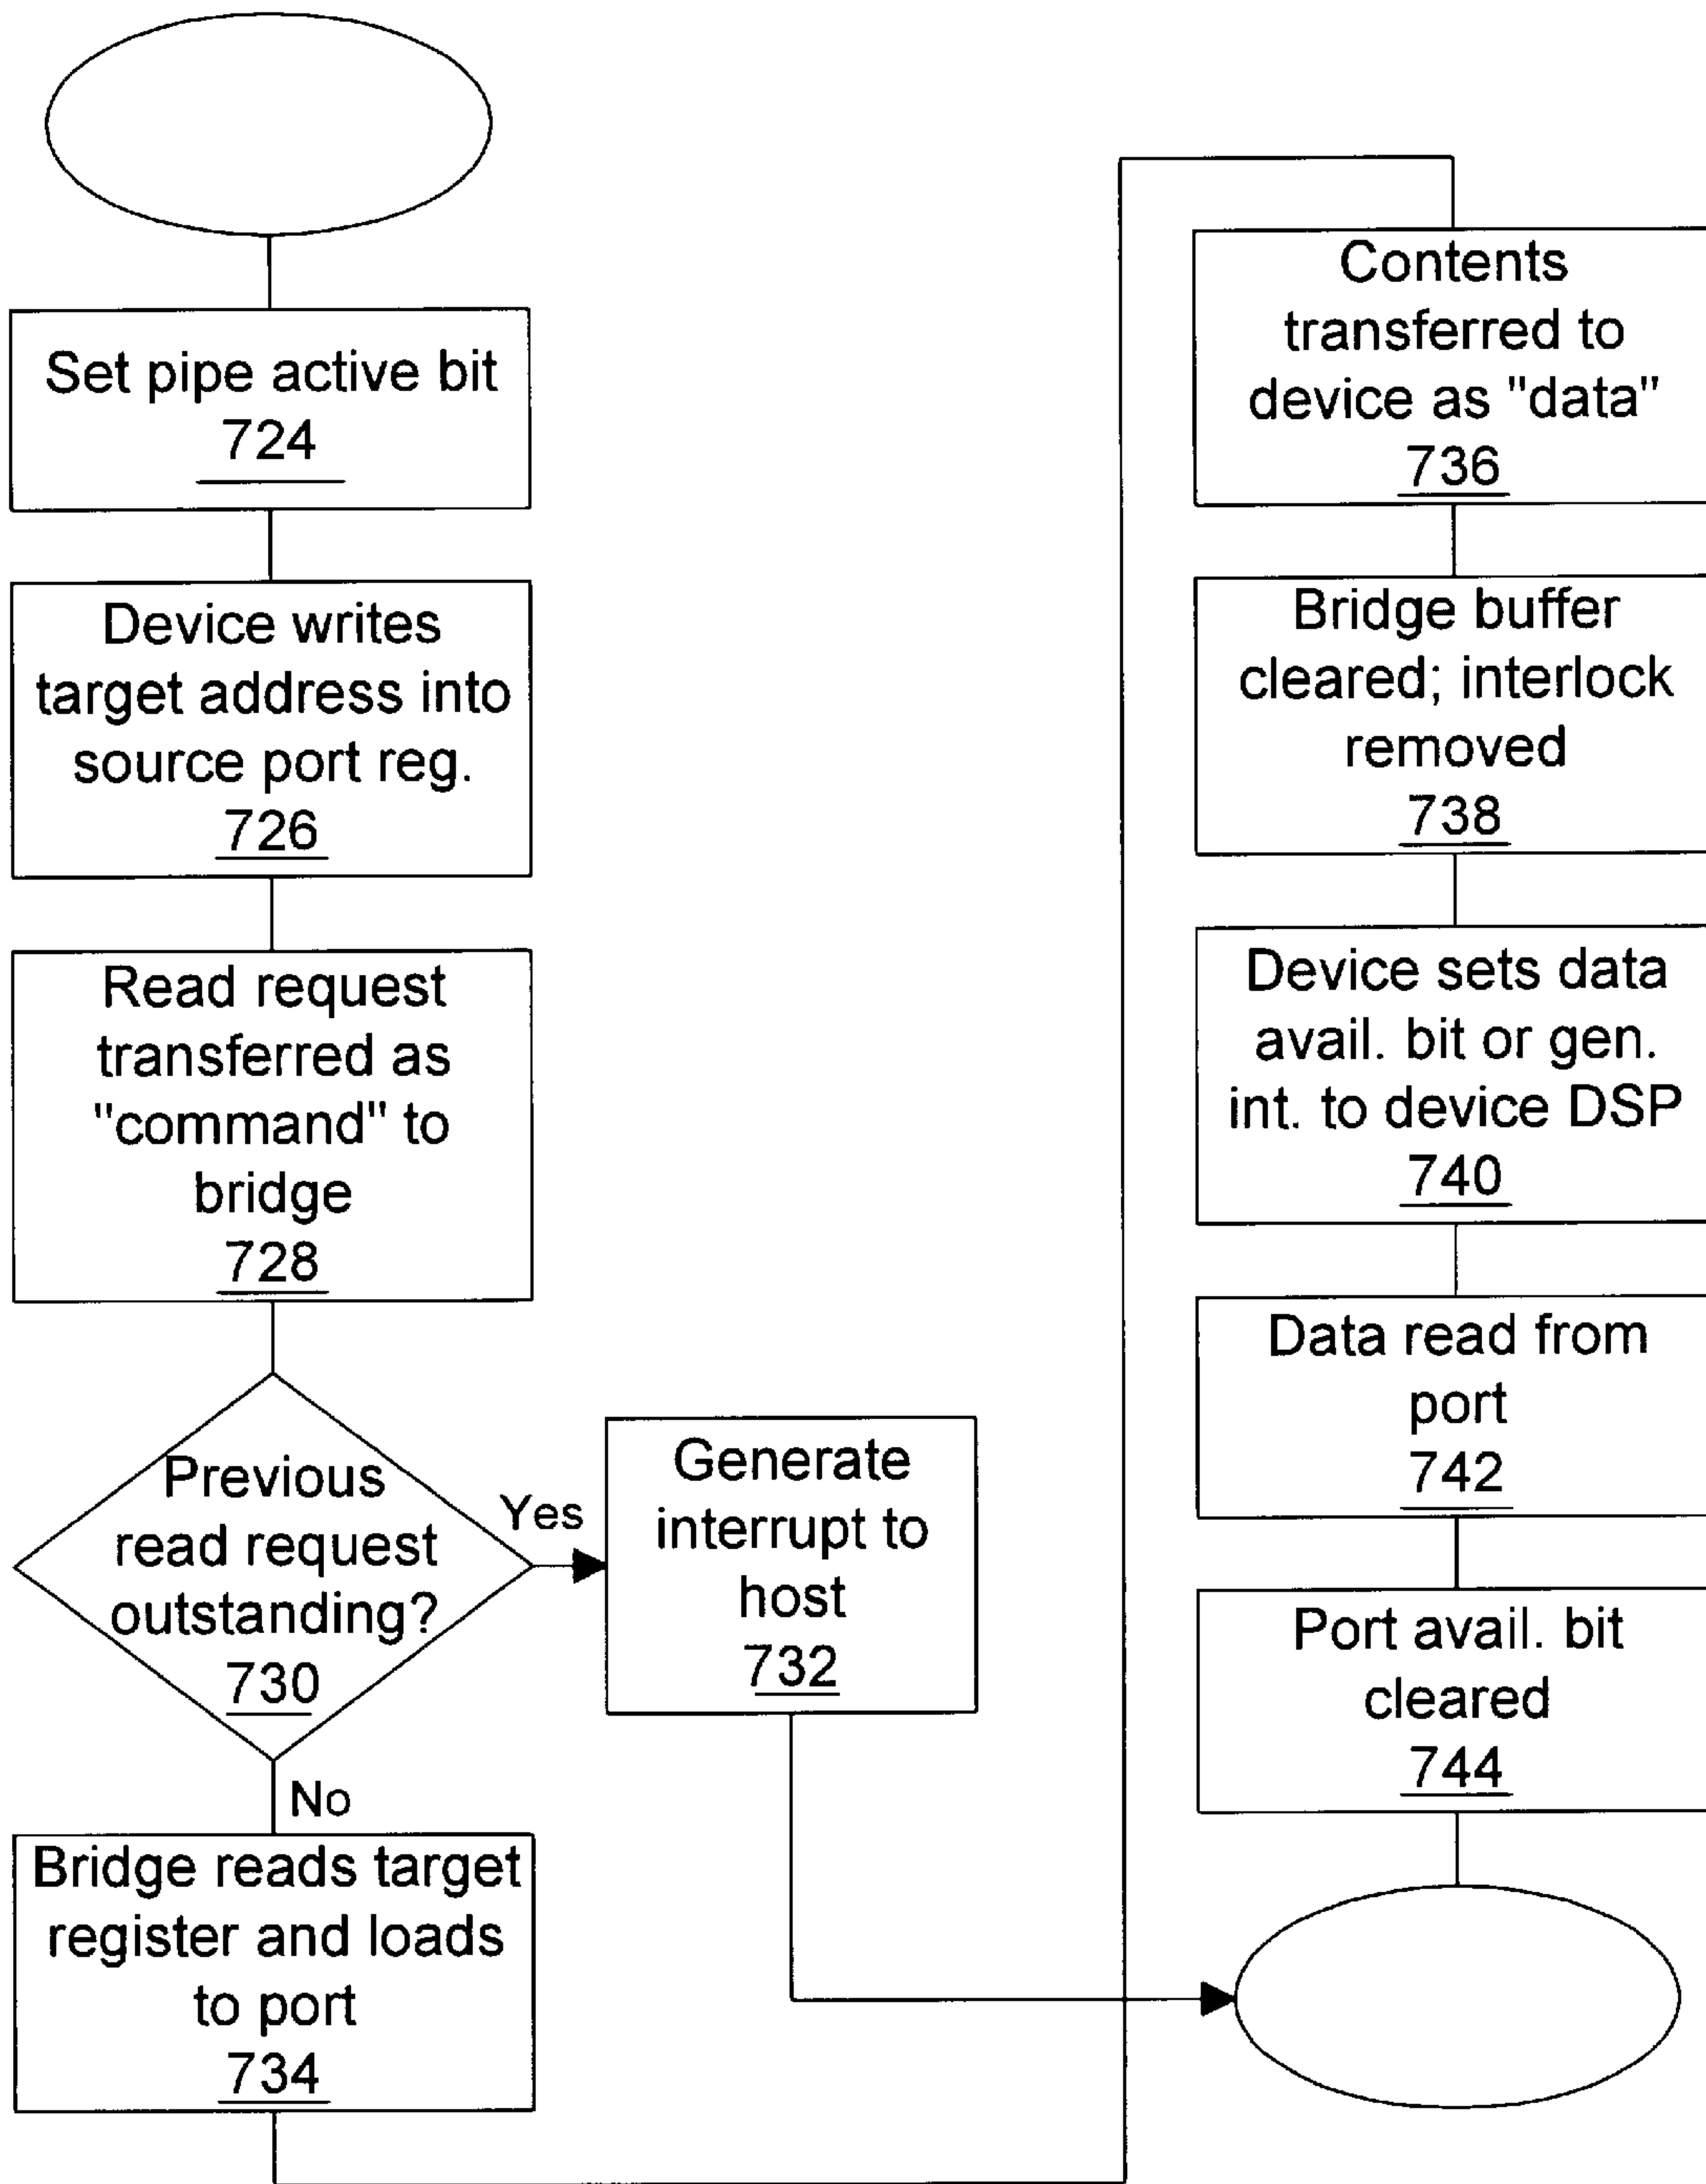 Set pipe active bit
724
Device writes
target address into
source port reg.
726
Read request
transferred as
"command" to
bridge
728
Previous
read request
outstanding?
730
Yes
Generate
interrupt to
host
732
No
Bridge reads target
register and loads
to port
734
Contents
transferred to
device as "data"
736
Bridge buffer
cleared; interlock
removed
738
Device sets data
avail. bit or gen.
int. to device DSP
740
Data read from
port
742
Port avail. bit
cleared
744